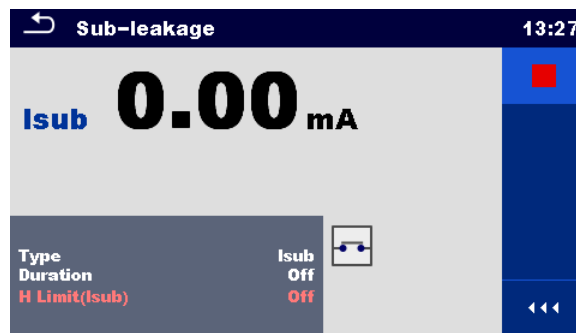 Sub-leakage 13:27
Isub 0.00 mA
Type Isub
Duration Off
H Limit(Isub) Off